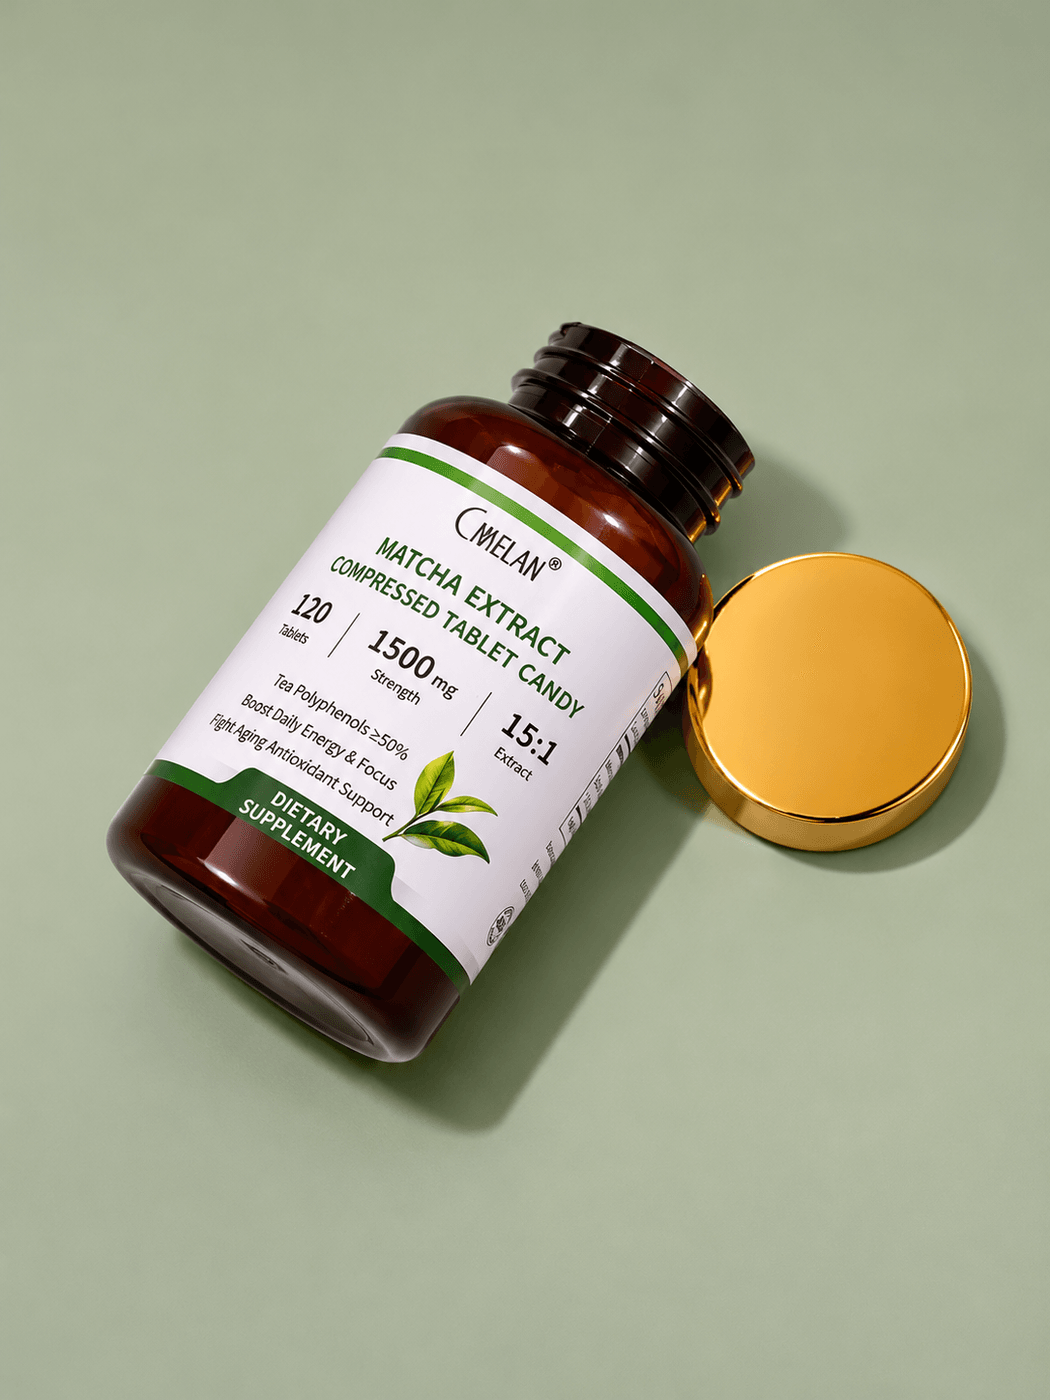 CMELAN®
MATCHA EXTRACT
COMPRESSED TABLET CANDY
120
Tablets
1500 mg
Strength
15:1
Extract
Tea Polyphenols ≥50%
Boost Daily Energy & Focus
Fight Aging Antioxidant Support
DIETARY
SUPPLEMENT